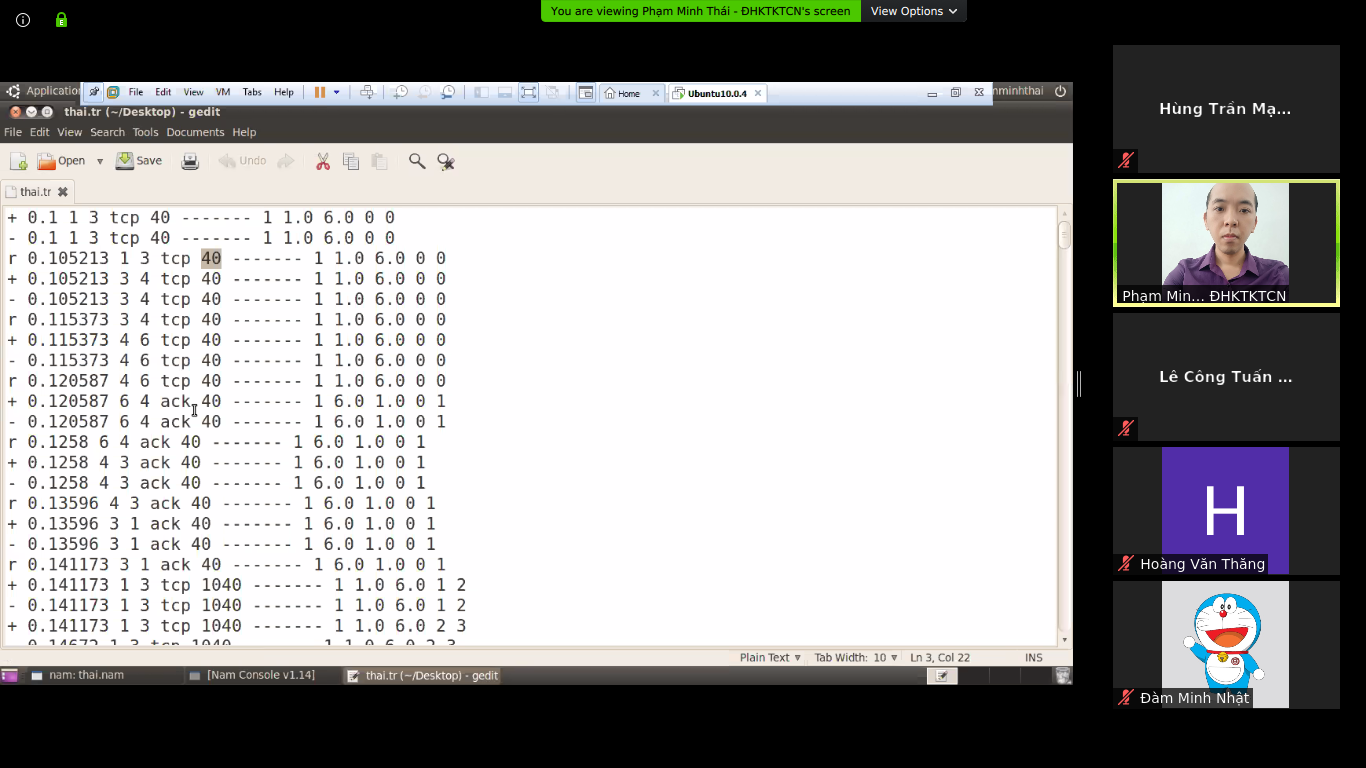 You are viewing Phạm Minh Thái - ĐHKTKTCN's screen
View Options
Application
File Edit View VM Tabs Help
Home
Ubuntu10.0.4
minhthai
thai.tr (~/Desktop) - gedit
File Edit View Search Tools Documents Help
Open Save Undo
thai.tr
+ 0.1 1 3 tcp 40 ------- 1 1.0 6.0 0 0
- 0.1 1 3 tcp 40 ------- 1 1.0 6.0 0 0
r 0.105213 1 3 tcp 40 ------- 1 1.0 6.0 0 0
+ 0.105213 3 4 tcp 40 ------- 1 1.0 6.0 0 0
- 0.105213 3 4 tcp 40 ------- 1 1.0 6.0 0 0
r 0.115373 3 4 tcp 40 ------- 1 1.0 6.0 0 0
+ 0.115373 4 6 tcp 40 ------- 1 1.0 6.0 0 0
- 0.115373 4 6 tcp 40 ------- 1 1.0 6.0 0 0
r 0.120587 4 6 tcp 40 ------- 1 1.0 6.0 0 0
+ 0.120587 6 4 ack 40 ------- 1 6.0 1.0 0 1
- 0.120587 6 4 ack 40 ------- 1 6.0 1.0 0 1
r 0.1258 6 4 ack 40 ------- 1 6.0 1.0 0 1
+ 0.1258 4 3 ack 40 ------- 1 6.0 1.0 0 1
- 0.1258 4 3 ack 40 ------- 1 6.0 1.0 0 1
r 0.13596 4 3 ack 40 ------- 1 6.0 1.0 0 1
+ 0.13596 3 1 ack 40 ------- 1 6.0 1.0 0 1
- 0.13596 3 1 ack 40 ------- 1 6.0 1.0 0 1
r 0.141173 3 1 ack 40 ------- 1 6.0 1.0 0 1
+ 0.141173 1 3 tcp 1040 ------- 1 1.0 6.0 1 2
- 0.141173 1 3 tcp 1040 ------- 1 1.0 6.0 1 2
+ 0.141173 1 3 tcp 1040 ------- 1 1.0 6.0 2 3
0.14672 1 3 tcp 1040 ------- 1 1.0 6.0 2 3
Plain Text Tab Width: 10 Ln 3, Col 22 INS
nam: thai.nam
[Nam Console v1.14]
thai.tr (~/Desktop) - gedit
Hùng Trần Mạ...
Phạm Min... ĐHKTKTCN
Lê Công Tuấn ...
H
Hoàng Văn Thăng
Đàm Minh Nhật